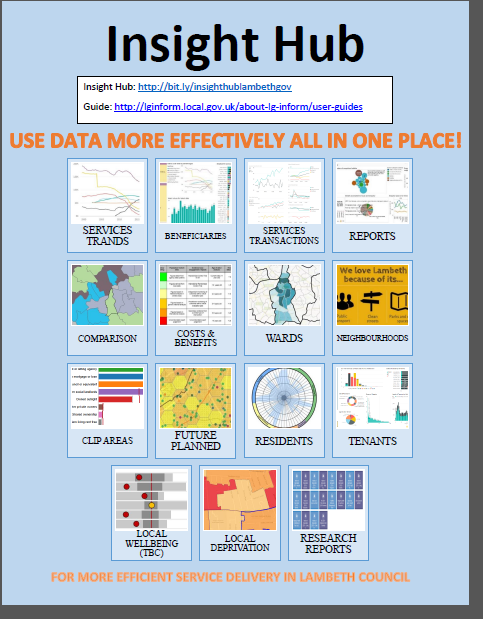 Insight Hub
Insight Hub: http://bit.ly/insighthublambethgov
Guide: http://lginform.local.gov.uk/about-lg-inform/user-guides
USE DATA MORE EFFECTIVELY ALL IN ONE PLACE!
SERVICES
TRANDS
BENEFICIARIES
SERVICES
TRANSACTIONS
REPORTS
We love Lambeth
because of its...
COMPARISON
COSTS &
BENEFITS
WARDS
NEIGHBOURHOODS
CLIP AREAS
FUTURE
PLANNED
RESIDENTS
TENANTS
LOCAL
WELLBEING
(TBC)
LOCAL
DEPRIVATION
RESEARCH
REPORTS
FOR MORE EFFICIENT SERVICE DELIVERY IN LAMBETH COUNCIL